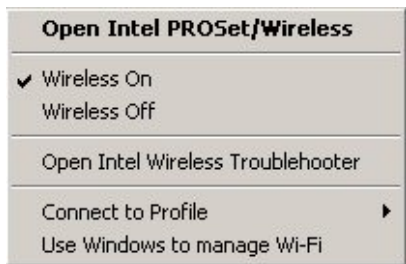 Open Intel PROSet/Wireless
Wireless On
Wireless Off
Open Intel Wireless Troublehooter
Connect to Profile
Use Windows to manage Wi-Fi